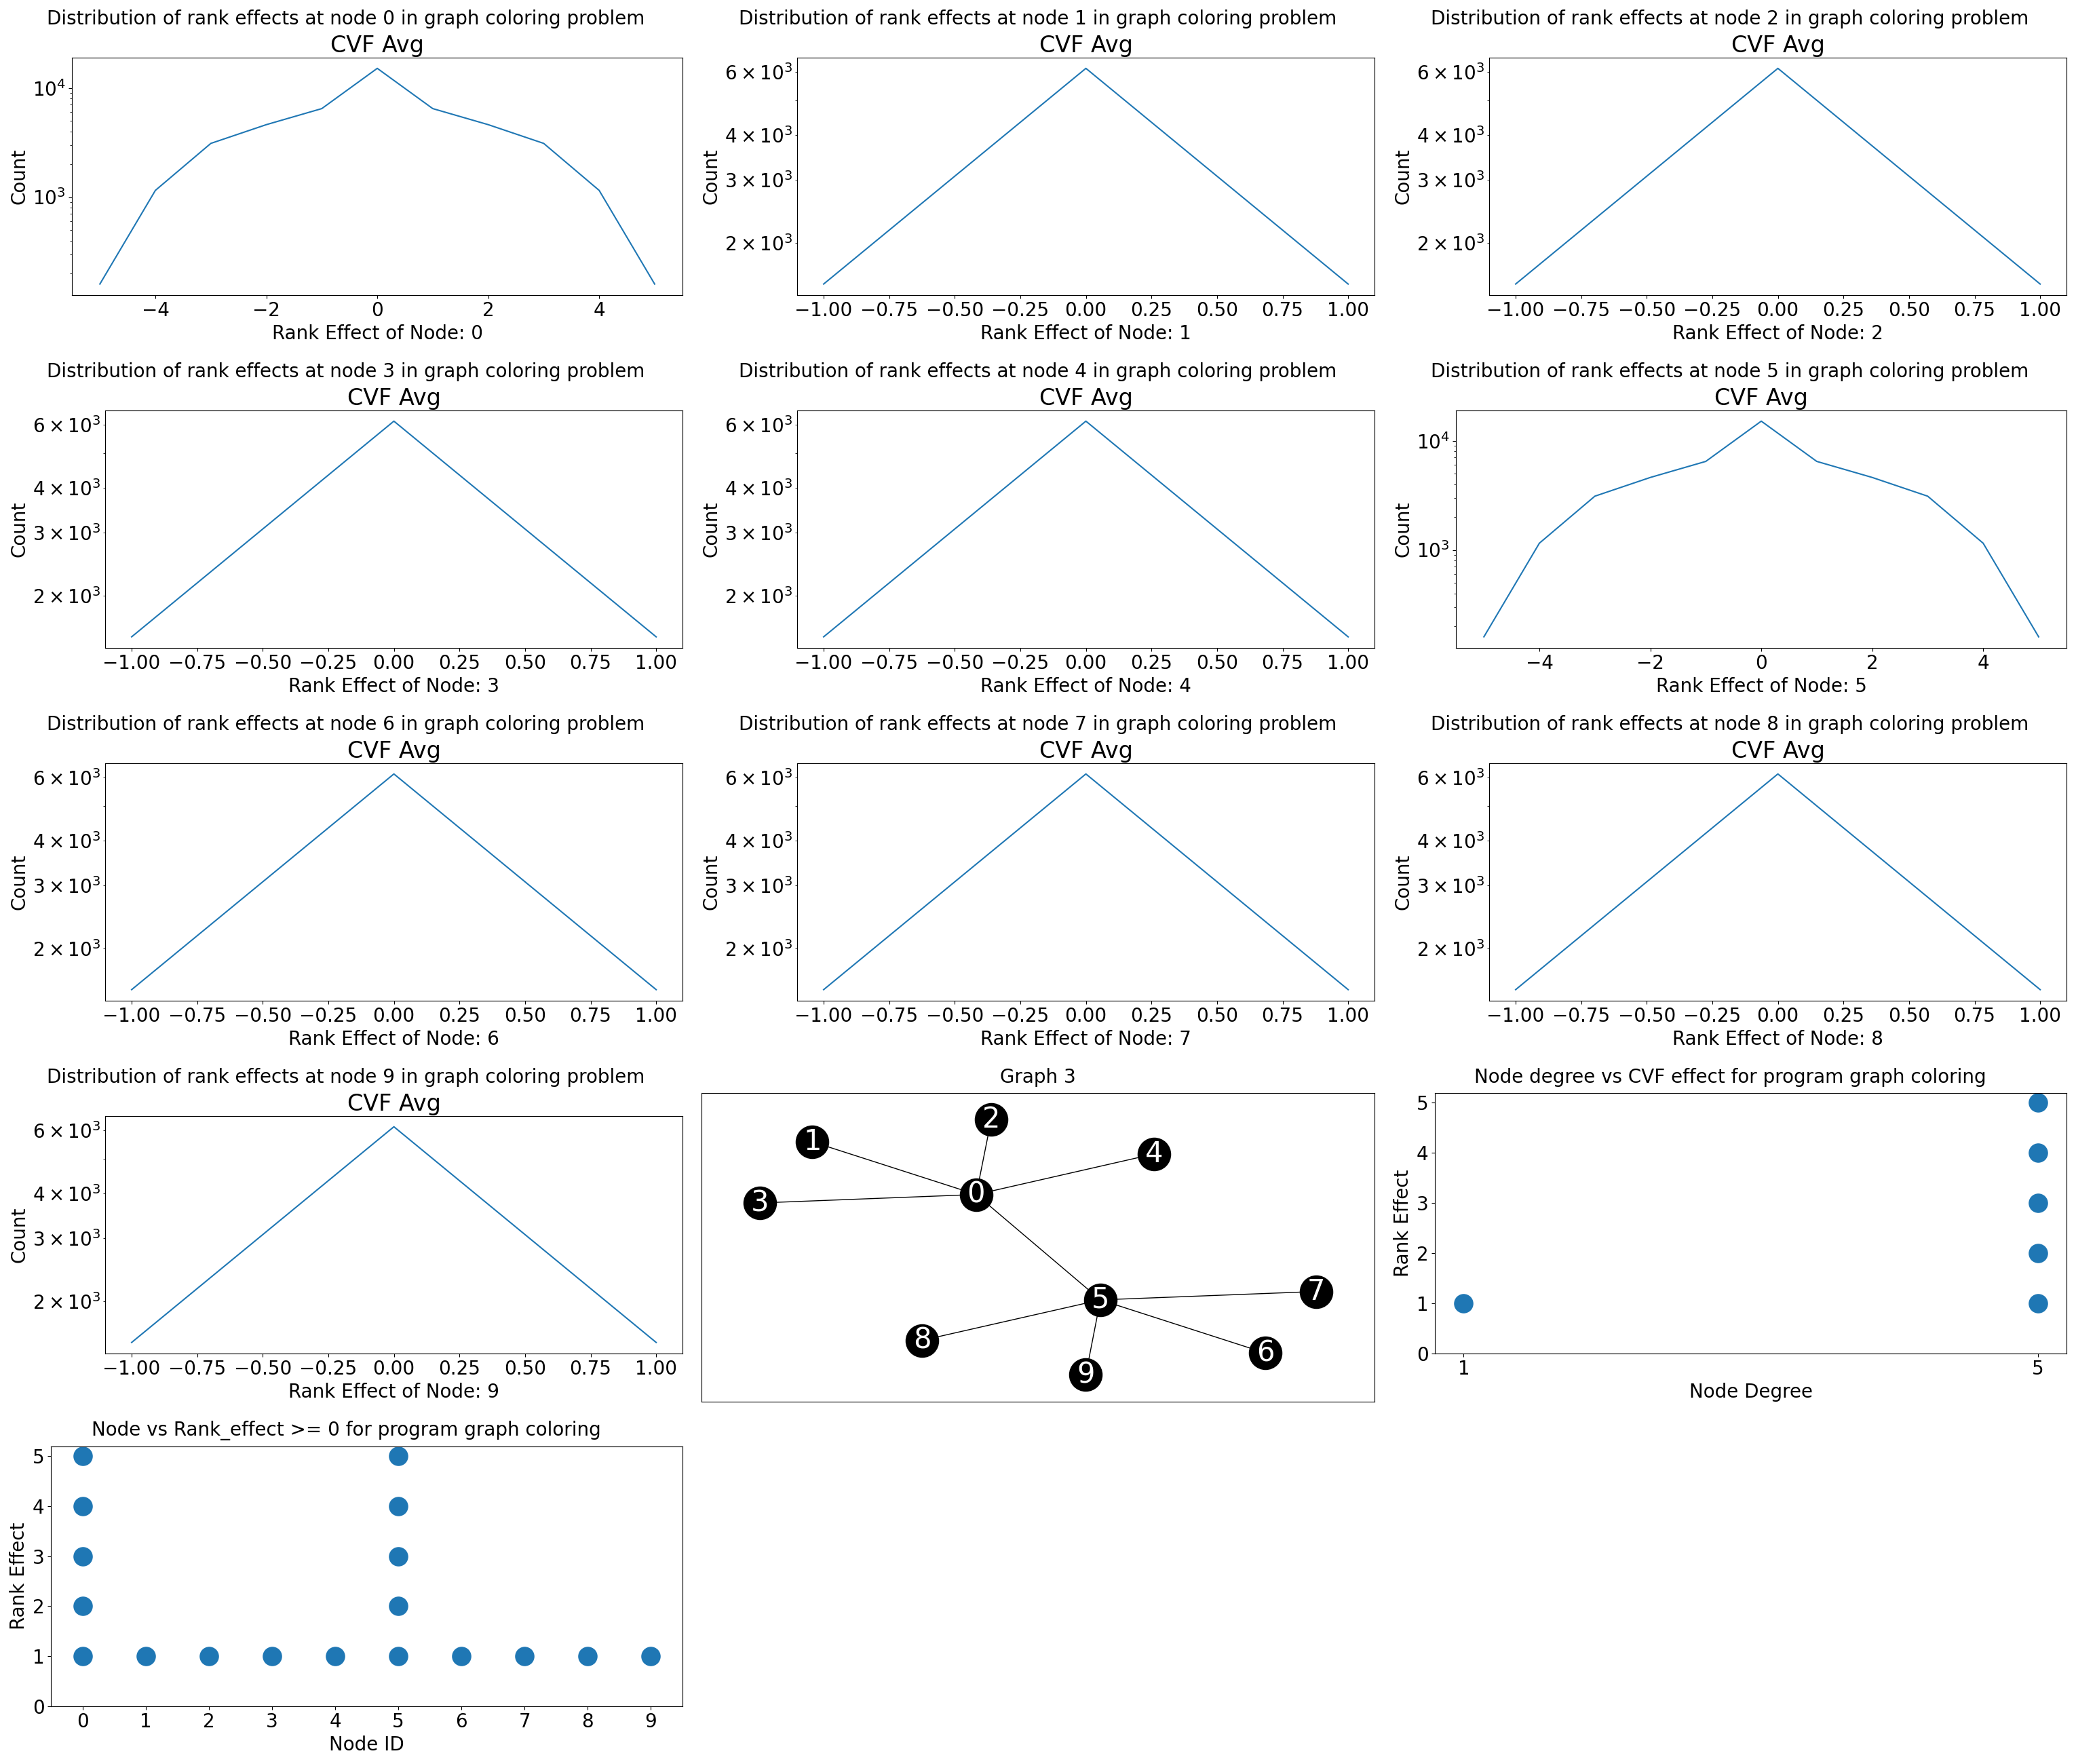 Distribution of rank effects at node 0 in graph coloring problem
CVF Avg
10^4
10^3
Count
−4 −2 0 2 4
Rank Effect of Node: 0
Distribution of rank effects at node 1 in graph coloring problem
CVF Avg
6 × 10^3
4 × 10^3
3 × 10^3
2 × 10^3
Count
−1.00 −0.75 −0.50 −0.25 0.00 0.25 0.50 0.75 1.00
Rank Effect of Node: 1
Distribution of rank effects at node 2 in graph coloring problem
CVF Avg
6 × 10^3
4 × 10^3
3 × 10^3
2 × 10^3
Count
−1.00 −0.75 −0.50 −0.25 0.00 0.25 0.50 0.75 1.00
Rank Effect of Node: 2
Distribution of rank effects at node 3 in graph coloring problem
CVF Avg
6 × 10^3
4 × 10^3
3 × 10^3
2 × 10^3
Count
−1.00 −0.75 −0.50 −0.25 0.00 0.25 0.50 0.75 1.00
Rank Effect of Node: 3
Distribution of rank effects at node 4 in graph coloring problem
CVF Avg
6 × 10^3
4 × 10^3
3 × 10^3
2 × 10^3
Count
−1.00 −0.75 −0.50 −0.25 0.00 0.25 0.50 0.75 1.00
Rank Effect of Node: 4
Distribution of rank effects at node 5 in graph coloring problem
CVF Avg
10^4
10^3
Count
−4 −2 0 2 4
Rank Effect of Node: 5
Distribution of rank effects at node 6 in graph coloring problem
CVF Avg
6 × 10^3
4 × 10^3
3 × 10^3
2 × 10^3
Count
−1.00 −0.75 −0.50 −0.25 0.00 0.25 0.50 0.75 1.00
Rank Effect of Node: 6
Distribution of rank effects at node 7 in graph coloring problem
CVF Avg
6 × 10^3
4 × 10^3
3 × 10^3
2 × 10^3
Count
−1.00 −0.75 −0.50 −0.25 0.00 0.25 0.50 0.75 1.00
Rank Effect of Node: 7
Distribution of rank effects at node 8 in graph coloring problem
CVF Avg
6 × 10^3
4 × 10^3
3 × 10^3
2 × 10^3
Count
−1.00 −0.75 −0.50 −0.25 0.00 0.25 0.50 0.75 1.00
Rank Effect of Node: 8
Distribution of rank effects at node 9 in graph coloring problem
CVF Avg
6 × 10^3
4 × 10^3
3 × 10^3
2 × 10^3
Count
−1.00 −0.75 −0.50 −0.25 0.00 0.25 0.50 0.75 1.00
Rank Effect of Node: 9
Graph 3
2
1
4
0
3
7
5
8
6
9
Node degree vs CVF effect for program graph coloring
5
4
3
2
1
0
Rank Effect
1 5
Node Degree
Node vs Rank_effect >= 0 for program graph coloring
5
4
3
2
1
0
Rank Effect
0 1 2 3 4 5 6 7 8 9
Node ID